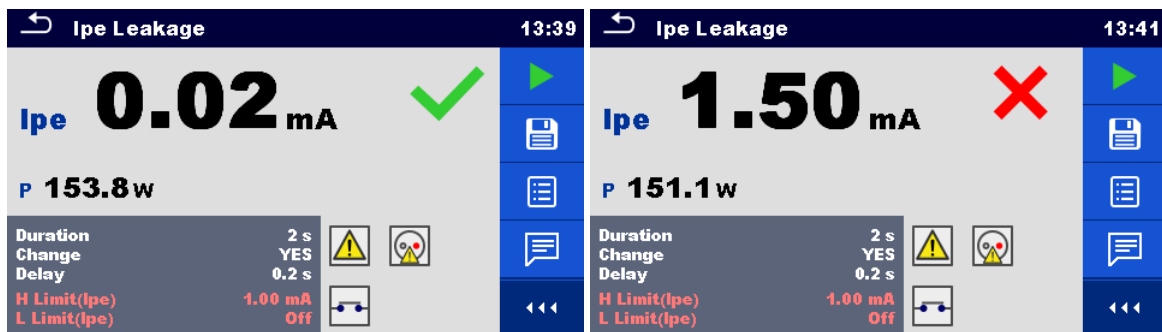 Ipe Leakage 13:39
Ipe 0.02 mA
P 153.8 W
Duration 2 s
Change YES
Delay 0.2 s
H Limit(Ipe) 1.00 mA
L Limit(Ipe) Off
Ipe Leakage 13:41
Ipe 1.50 mA
P 151.1 W
Duration 2 s
Change YES
Delay 0.2 s
H Limit(Ipe) 1.00 mA
L Limit(Ipe) Off